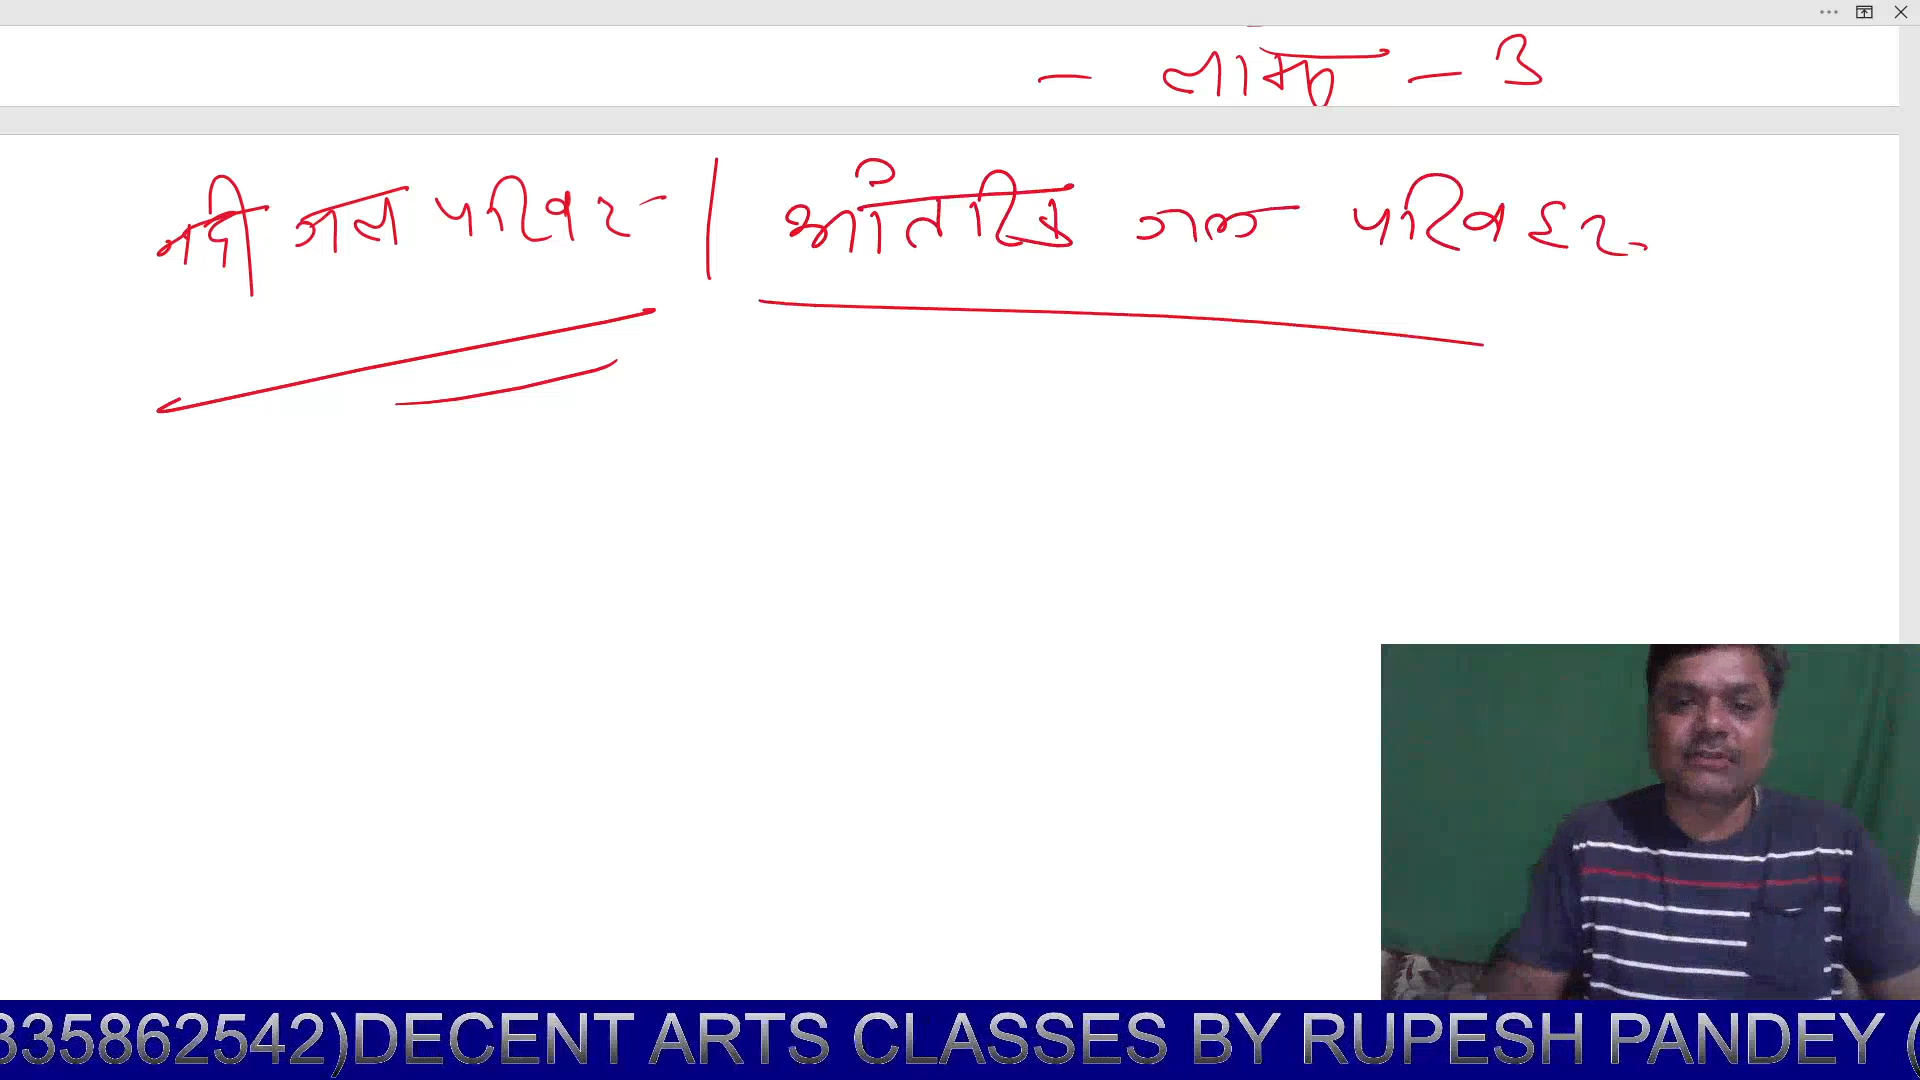 - लाभ - 3
नदी जल परिवहन | आंतरिक जल परिवहन
335862542)DECENT ARTS CLASSES BY RUPESH PANDEY (